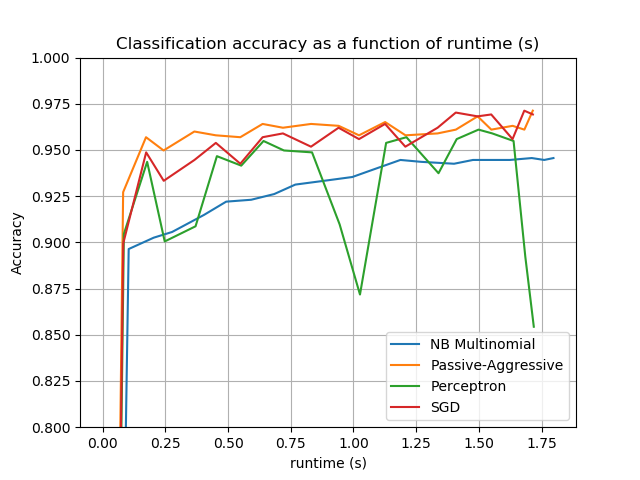 Classification accuracy as a function of runtime (s)
1.000
0.975
0.950
0.925
0.900
0.875
0.850
0.825
0.800
Accuracy
NB Multinomial
Passive-Aggressive
Perceptron
SGD
0.00 0.25 0.50 0.75 1.00 1.25 1.50 1.75
runtime (s)